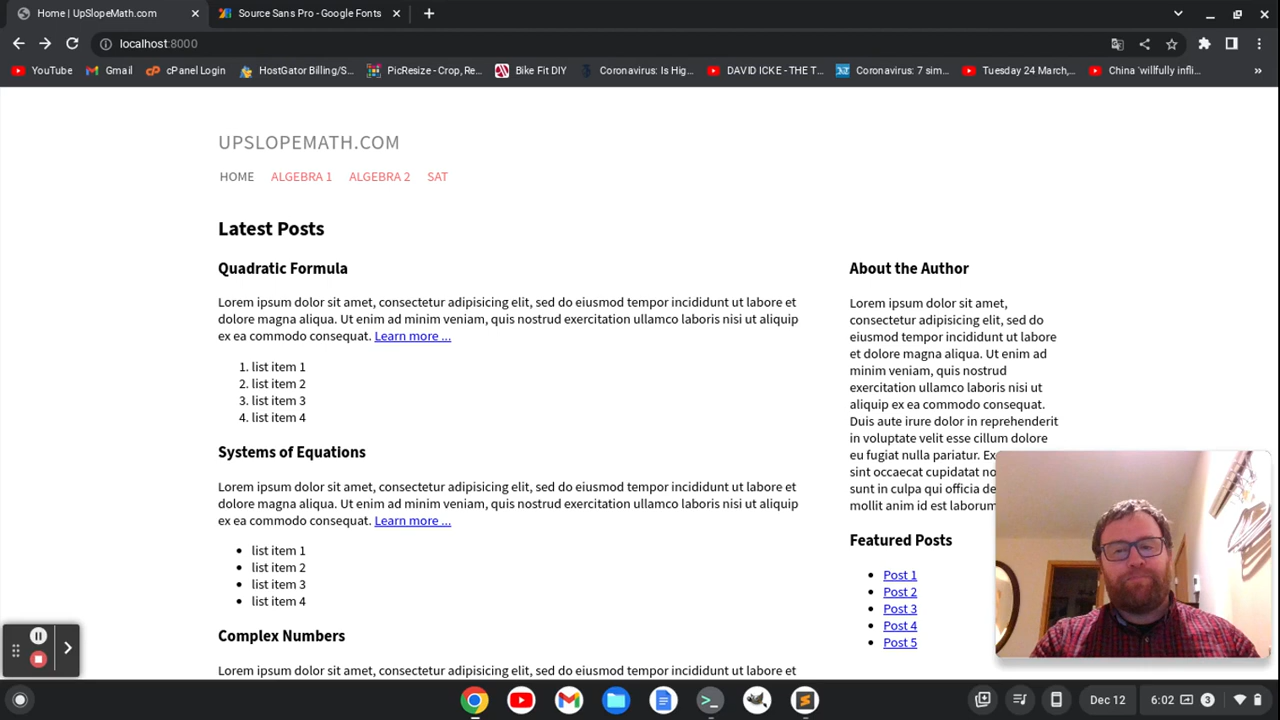 Home | UpSlopeMath.com
Source Sans Pro - Google Fonts
localhost:8000
YouTube
Gmail
cPanel Login
HostGator Billing/S...
PicResize - Crop, Re...
Bike Fit DIY
Coronavirus: Is Hig...
DAVID ICKE - THE T...
Coronavirus: 7 sim...
Tuesday 24 March,...
China 'willfully infli...
»
UPSLOPEMATH.COM
HOME ALGEBRA 1 ALGEBRA 2 SAT
Latest Posts
Quadratic Formula
Lorem ipsum dolor sit amet, consectetur adipisicing elit, sed do eiusmod tempor incididunt ut labore et
dolore magna aliqua. Ut enim ad minim veniam, quis nostrud exercitation ullamco laboris nisi ut aliquip
ex ea commodo consequat. Learn more ...
1. list item 1
2. list item 2
3. list item 3
4. list item 4
Systems of Equations
Lorem ipsum dolor sit amet, consectetur adipisicing elit, sed do eiusmod tempor incididunt ut labore et
dolore magna aliqua. Ut enim ad minim veniam, quis nostrud exercitation ullamco laboris nisi ut aliquip
ex ea commodo consequat. Learn more ...
• list item 1
• list item 2
• list item 3
• list item 4
Complex Numbers
Lorem ipsum dolor sit amet, consectetur adipisicing elit, sed do eiusmod tempor incididunt ut labore et
About the Author
Lorem ipsum dolor sit amet,
consectetur adipisicing elit, sed do
eiusmod tempor incididunt ut labore
et dolore magna aliqua. Ut enim ad
minim veniam, quis nostrud
exercitation ullamco laboris nisi ut
aliquip ex ea commodo consequat.
Duis aute irure dolor in reprehenderit
in voluptate velit esse cillum dolore
eu fugiat nulla pariatur.
sint occaecat cupidatat
sunt in culpa qui officia
mollit anim id est laborum
Featured Posts
• Post 1
• Post 2
• Post 3
• Post 4
• Post 5
Dec 12
6:02
3